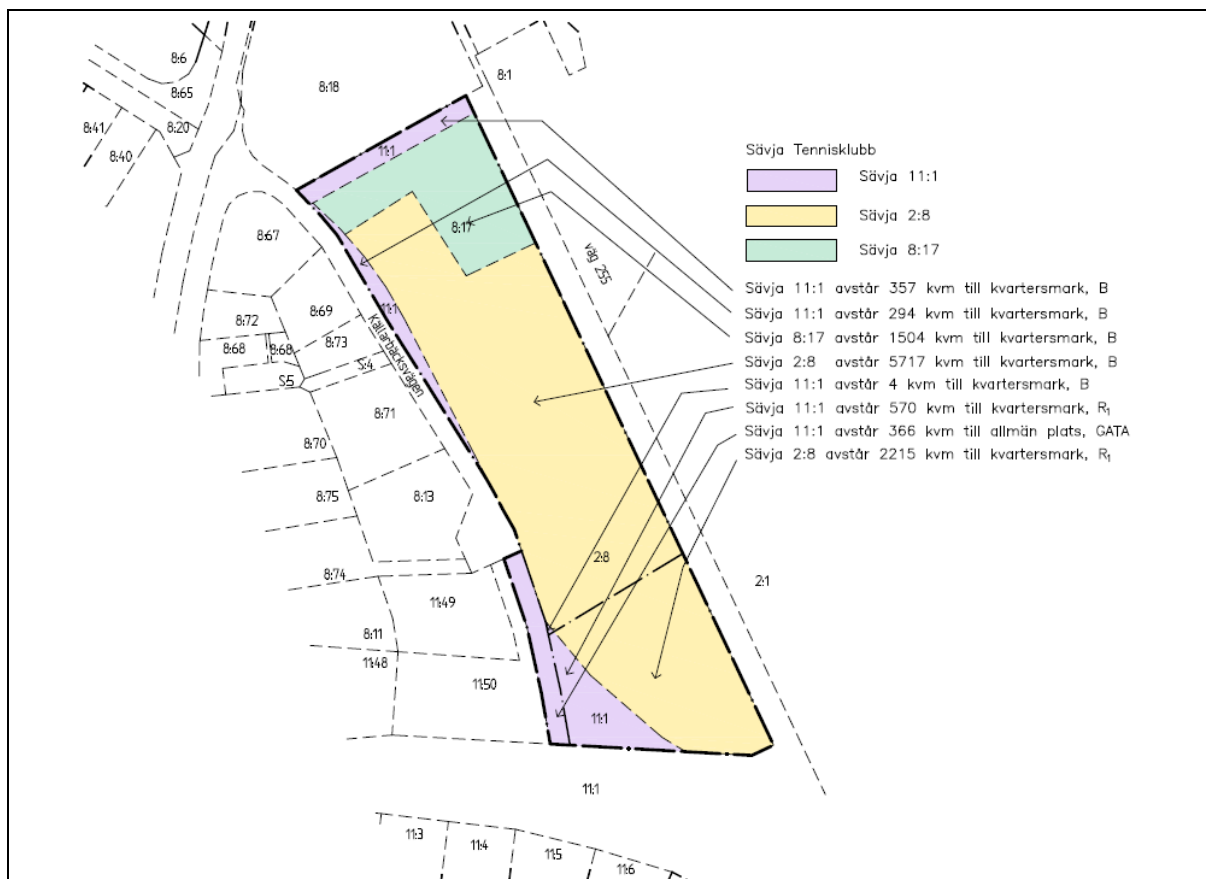 8:6
8:65
8:20
8:41
8:40
8:18
8:1
11:1
8:17
8:67
11:1
8:69
8:72
8:68
8:68
8:73
S:4
S:5
Källarbäcksvägen
8:71
8:70
8:75
8:13
väg 255
Sävja Tennisklubb
Sävja 11:1
Sävja 2:8
Sävja 8:17
Sävja 11:1 avstår 357 kvm till kvartersmark, B
Sävja 11:1 avstår 294 kvm till kvartersmark, B
Sävja 8:17 avstår 1504 kvm till kvartersmark, B
Sävja 2:8 avstår 5717 kvm till kvartersmark, B
Sävja 11:1 avstår 4 kvm till kvartersmark, B
Sävja 11:1 avstår 570 kvm till kvartersmark, R₁
Sävja 11:1 avstår 366 kvm till allmän plats, GATA
Sävja 2:8 avstår 2215 kvm till kvartersmark, R₁
2:8
2:1
8:74
11:49
8:11
11:48
11:50
11:1
11:1
11:3
11:4
11:5
11:6